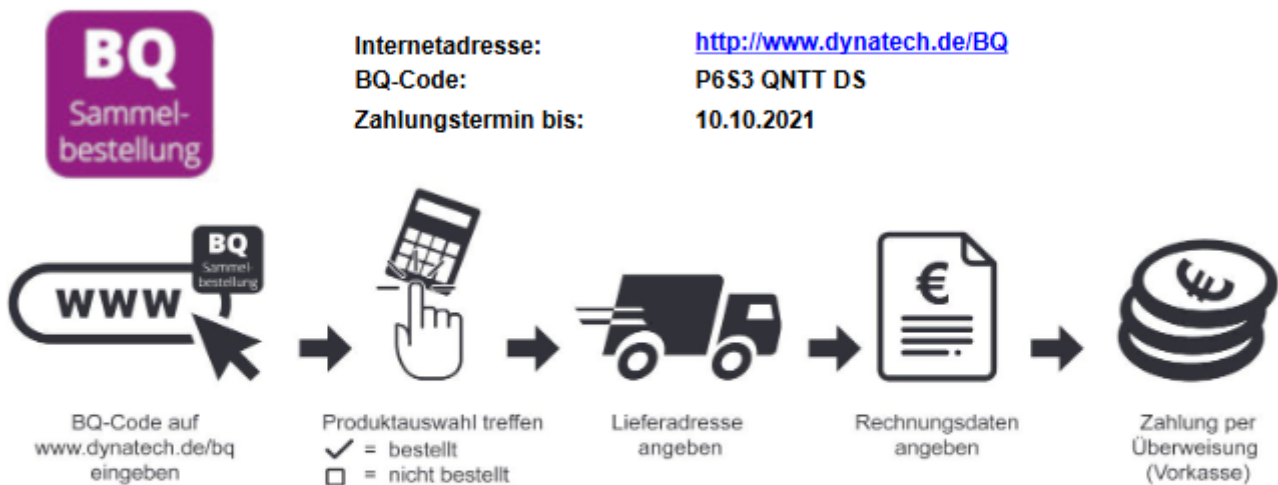 BQ
Sammel-
bestellung
Internetadresse: http://www.dynatech.de/BQ
BQ-Code: P6S3 QNTT DS
Zahlungstermin bis: 10.10.2021
BQ
Sammel-
bestellung
www
€
€
BQ-Code auf
www.dynatech.de/bq
eingeben
Produktauswahl treffen
✓ = bestellt
☐ = nicht bestellt
Lieferadresse
angeben
Rechnungsdaten
angeben
Zahlung per
Überweisung
(Vorkasse)